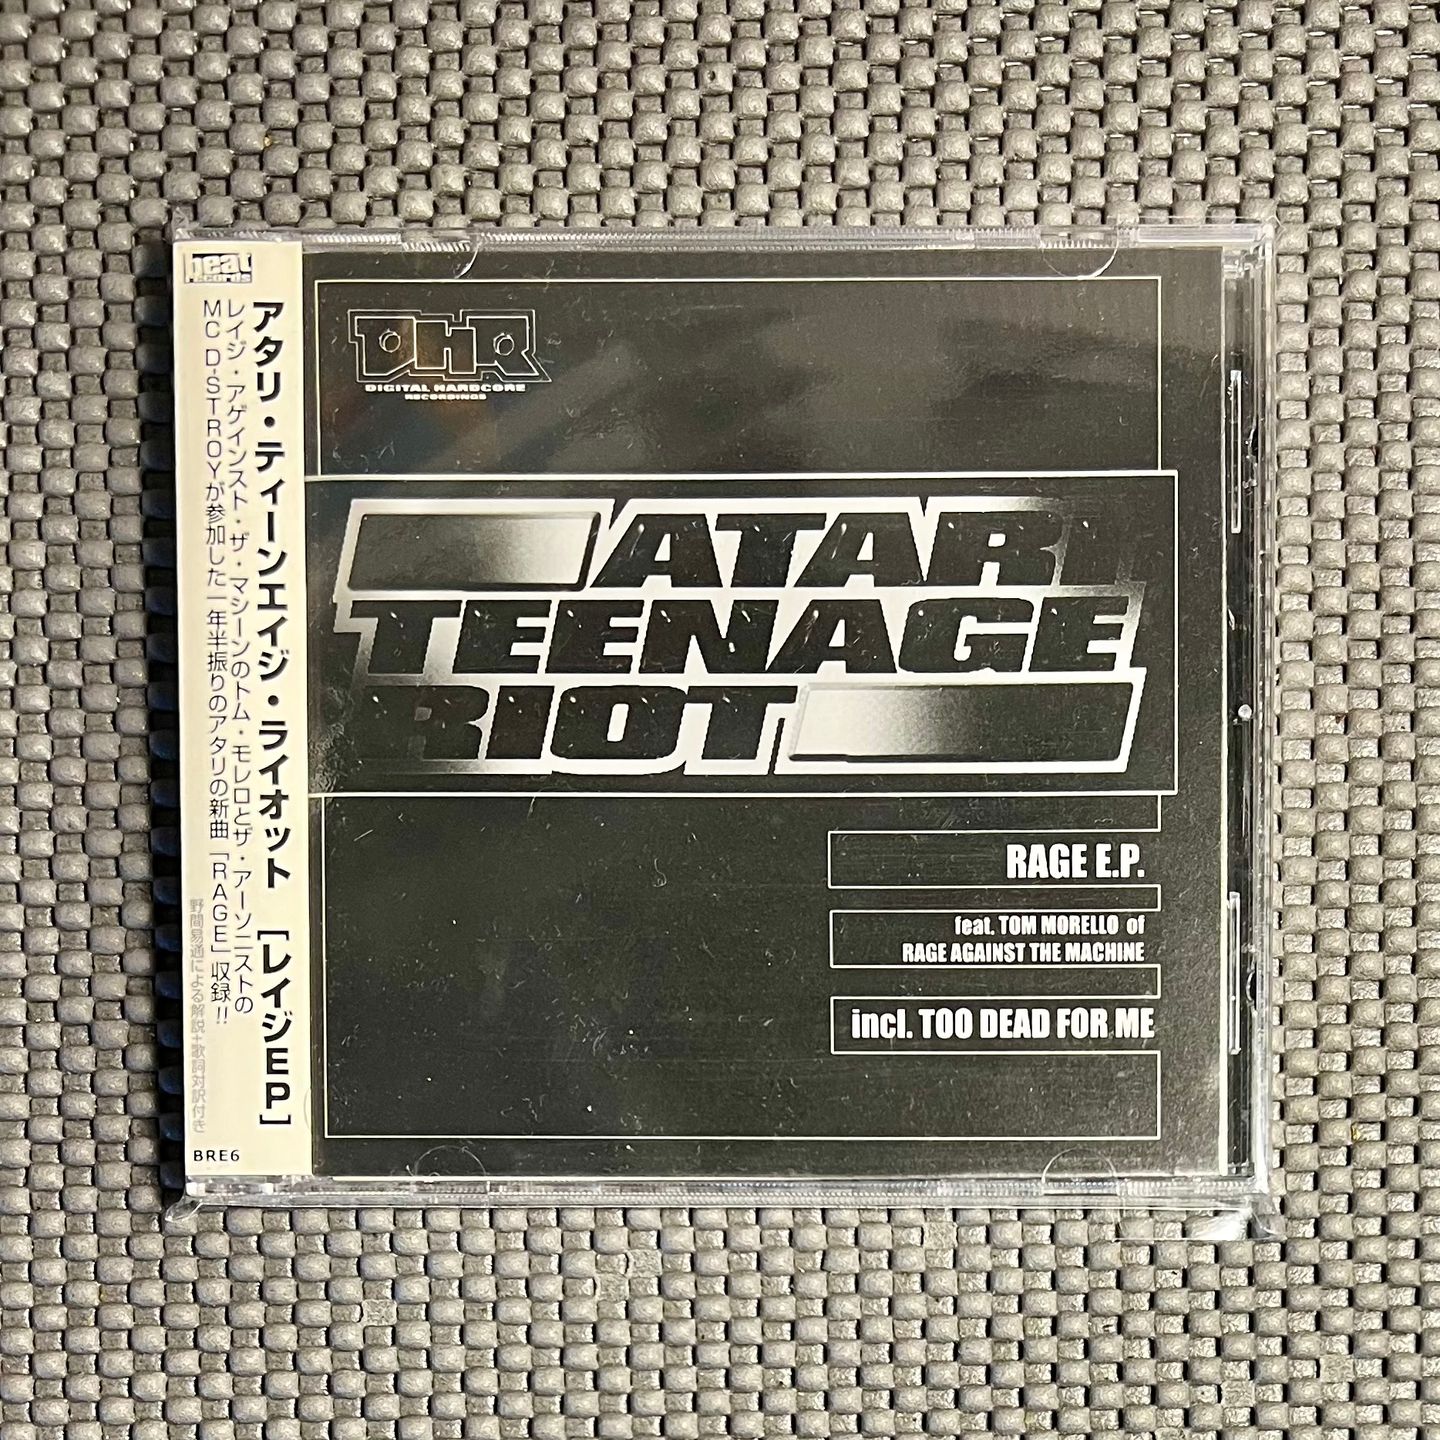 beat
records
アタリ・ティーンエイジ・ライオット [レイジEP]
レイジ・アゲインスト・ザ・マシーンのトム・モレロとザ・アーソニストの
MC D-STROYが参加した一年半振りのアタリの新曲「RAGE」収録!!
野間易通による解説+歌詞対訳付き
BRE6
DHR
DIGITAL HARDCORE
RECORDINGS
ATARI
TEENAGE
RIOT
RAGE E.P.
feat. TOM MORELLO of
RAGE AGAINST THE MACHINE
incl. TOO DEAD FOR ME